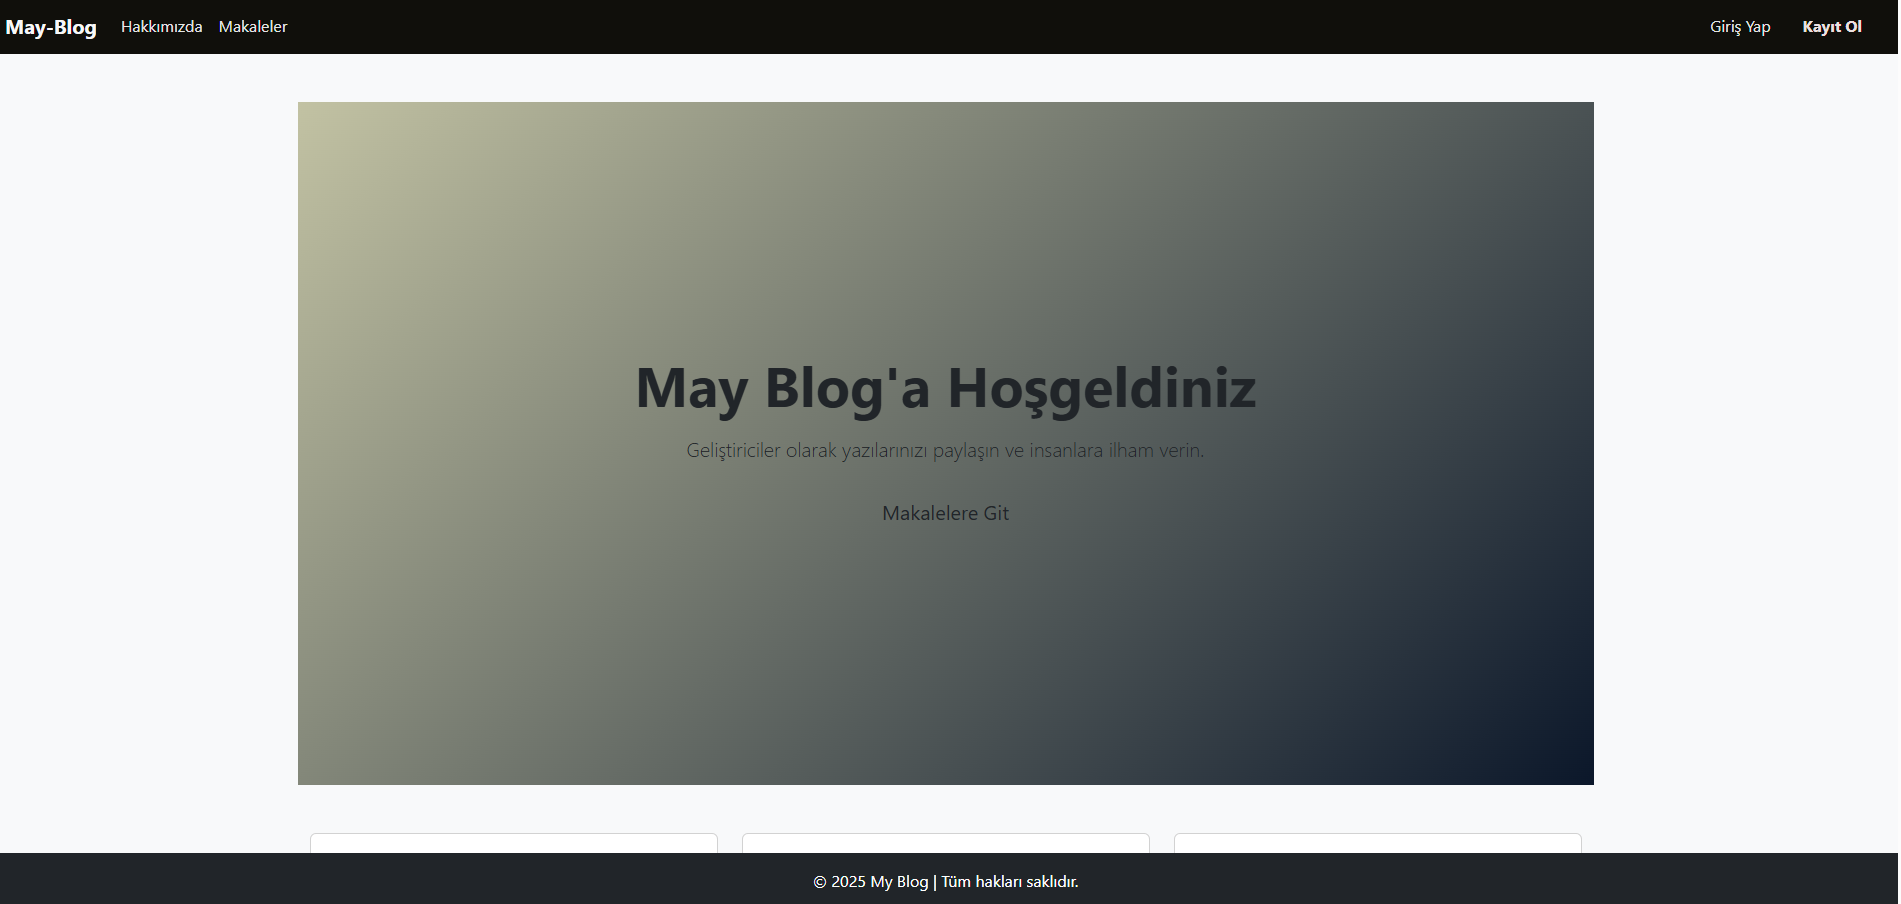 May-Blog Hakkımızda Makaleler Giriş Yap Kayıt Ol
May Blog'a Hoşgeldiniz
Geliştiriciler olarak yazılarınızı paylaşın ve insanlara ilham verin.
Makalelere Git
© 2025 My Blog | Tüm hakları saklıdır.